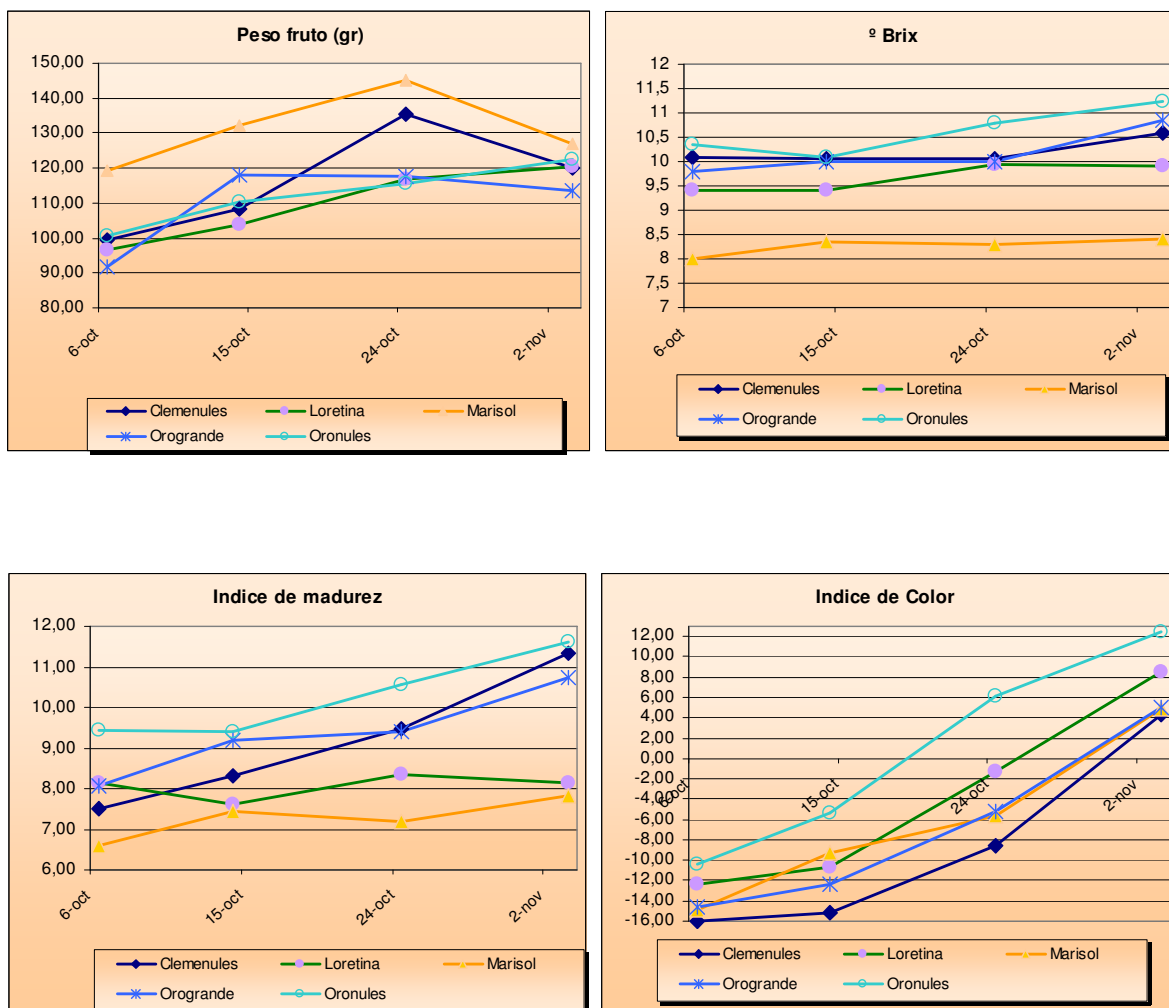 Peso fruto (gr)
150,00
140,00
130,00
120,00
110,00
100,00
90,00
80,00
6-oct
15-oct
24-oct
2-nov
Clemenules Loretina Marisol
Orogrande Oronules
º Brix
12
11,5
11
10,5
10
9,5
9
8,5
8
7,5
7
6-oct
15-oct
24-oct
2-nov
Clemenules Loretina Marisol
Orogrande Oronules
Indice de madurez
12,00
11,00
10,00
9,00
8,00
7,00
6,00
6-oct
15-oct
24-oct
2-nov
Clemenules Loretina Marisol
Orogrande Oronules
Indice de Color
12,00
10,00
8,00
6,00
4,00
2,00
0,00
-2,00
-4,00
-6,00
-8,00
-10,00
-12,00
-14,00
-16,00
6-oct
15-oct
24-oct
2-nov
Clemenules Loretina Marisol
Orogrande Oronules